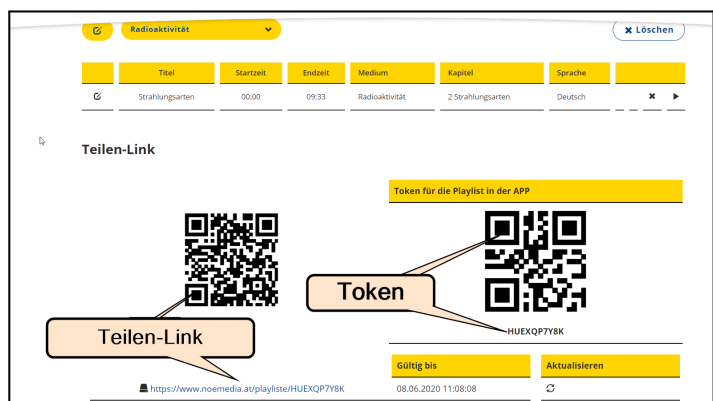 Radioaktivität
Löschen
Titel Startzeit Endzeit Medium Kapitel Sprache
Strahlungsarten 00:00 09:33 Radioaktivität 2 Strahlungsarten Deutsch
Teilen-Link
Token für die Playlist in der APP
Token
HUEXQP7Y8K
Teilen-Link
Gültig bis Aktualisieren
https://www.noemedia.at/playliste/HUEXQP7Y8K 08.06.2020 11:08:08